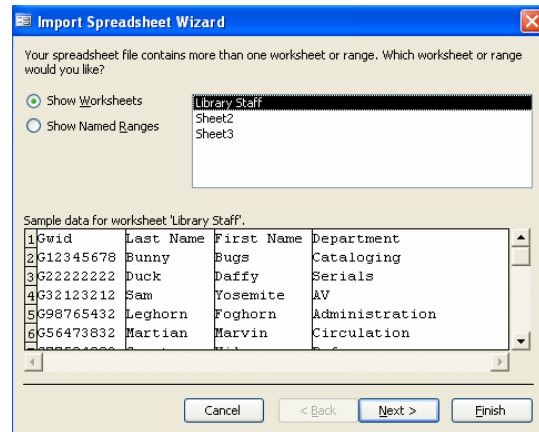 Import Spreadsheet Wizard
Your spreadsheet file contains more than one worksheet or range. Which worksheet or range
would you like?
Show Worksheets
Show Named Ranges
Library Staff
Sheet2
Sheet3
Sample data for worksheet 'Library Staff'.
1 Gwid Last Name First Name Department
2 G12345678 Bunny Bugs Cataloging
3 G22222222 Duck Daffy Serials
4 G32123212 Sam Yosemite AV
5 G98765432 Leghorn Foghorn Administration
6 G56473832 Martian Marvin Circulation
Cancel < Back Next > Finish